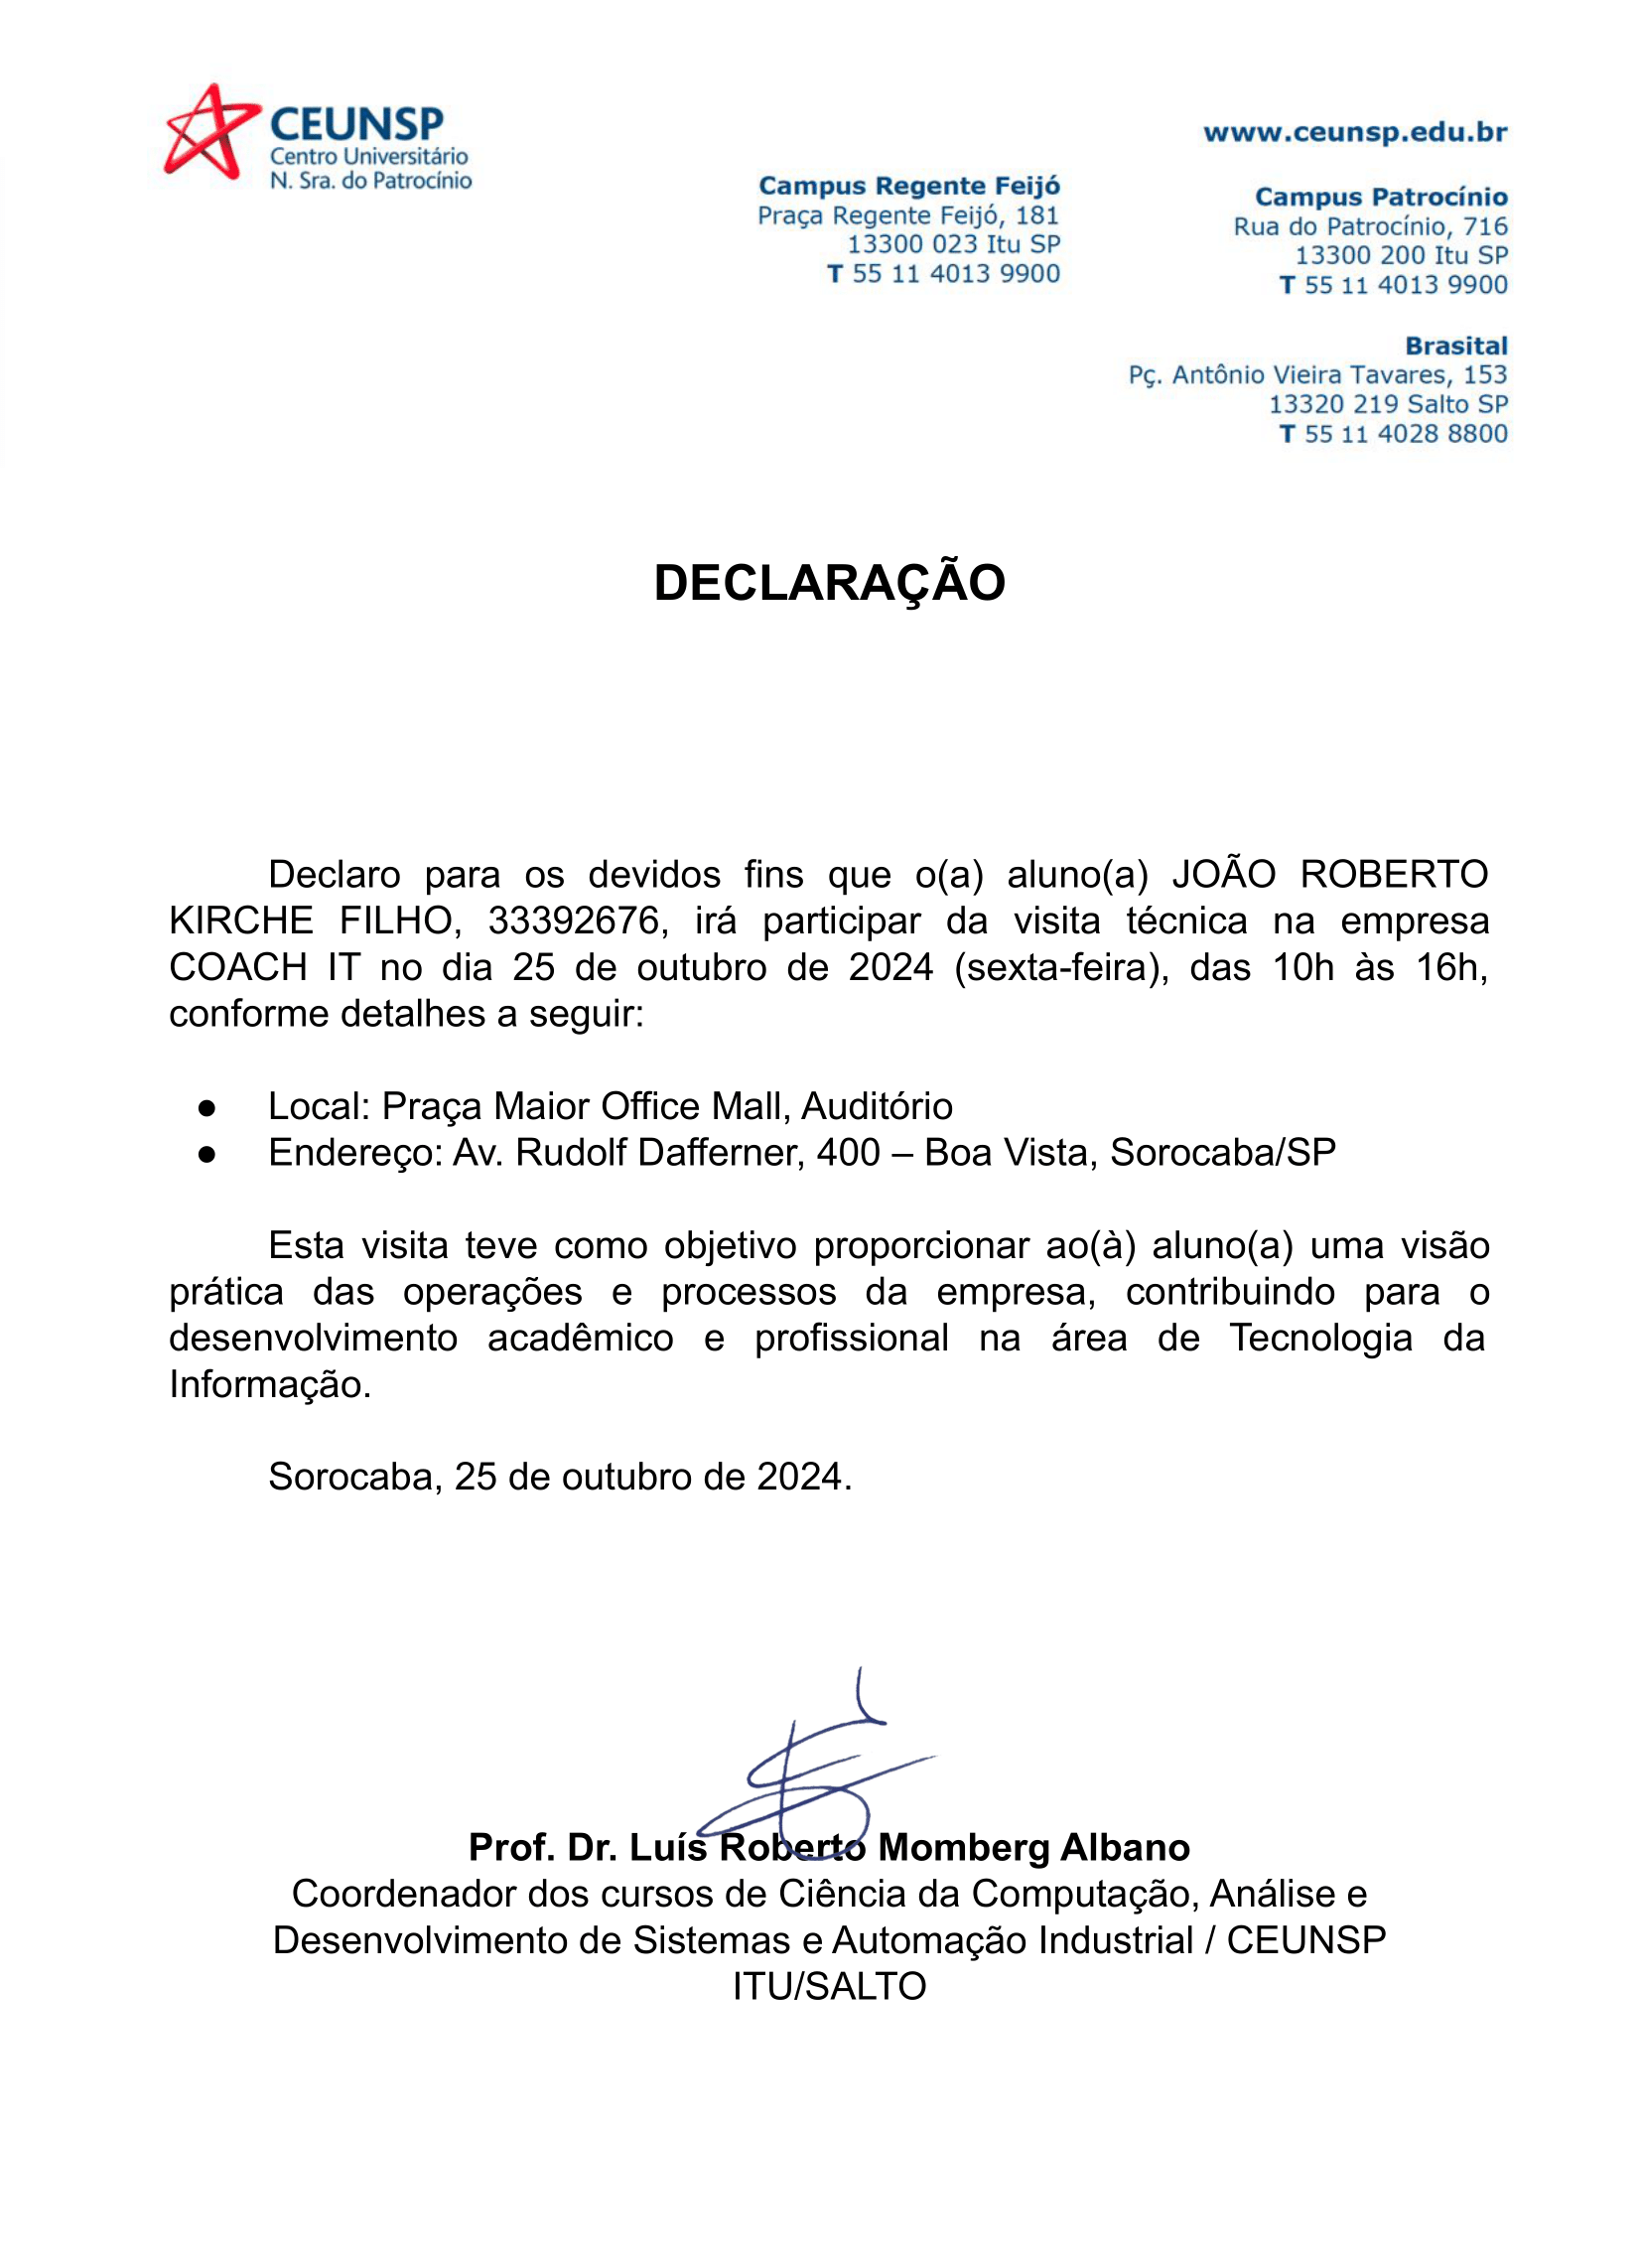 CEUNSP
Centro Universitário
N. Sra. do Patrocínio
www.ceunsp.edu.br
Campus Regente Feijó
Praça Regente Feijó, 181
13300 023 Itu SP
T 55 11 4013 9900
Campus Patrocínio
Rua do Patrocínio, 716
13300 200 Itu SP
T 55 11 4013 9900
Brasital
Pç. Antônio Vieira Tavares, 153
13320 219 Salto SP
T 55 11 4028 8800
DECLARAÇÃO
Declaro para os devidos fins que o(a) aluno(a) JOÃO ROBERTO
KIRCHE FILHO, 33392676, irá participar da visita técnica na empresa
COACH IT no dia 25 de outubro de 2024 (sexta-feira), das 10h às 16h,
conforme detalhes a seguir:
● Local: Praça Maior Office Mall, Auditório
● Endereço: Av. Rudolf Dafferner, 400 – Boa Vista, Sorocaba/SP
Esta visita teve como objetivo proporcionar ao(à) aluno(a) uma visão
prática das operações e processos da empresa, contribuindo para o
desenvolvimento acadêmico e profissional na área de Tecnologia da
Informação.
Sorocaba, 25 de outubro de 2024.
Prof. Dr. Luís Roberto Momberg Albano
Coordenador dos cursos de Ciência da Computação, Análise e
Desenvolvimento de Sistemas e Automação Industrial / CEUNSP
ITU/SALTO